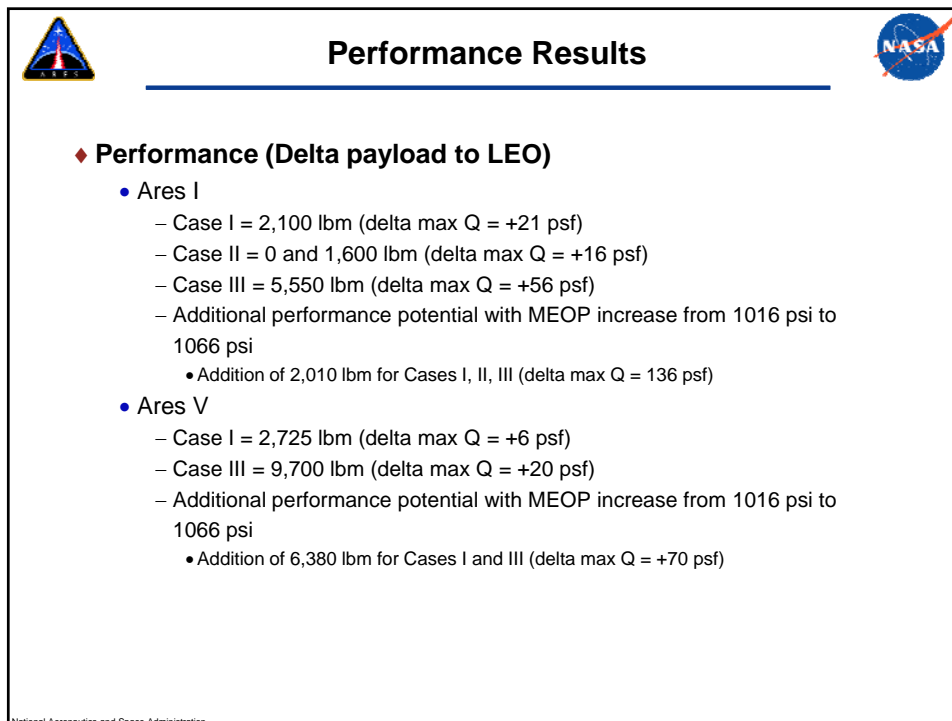 Performance Results
NASA
ARES
♦ Performance (Delta payload to LEO)
• Ares I
– Case I = 2,100 lbm (delta max Q = +21 psf)
– Case II = 0 and 1,600 lbm (delta max Q = +16 psf)
– Case III = 5,550 lbm (delta max Q = +56 psf)
– Additional performance potential with MEOP increase from 1016 psi to
1066 psi
• Addition of 2,010 lbm for Cases I, II, III (delta max Q = 136 psf)
• Ares V
– Case I = 2,725 lbm (delta max Q = +6 psf)
– Case III = 9,700 lbm (delta max Q = +20 psf)
– Additional performance potential with MEOP increase from 1016 psi to
1066 psi
• Addition of 6,380 lbm for Cases I and III (delta max Q = +70 psf)
National Aeronautics and Space Administration